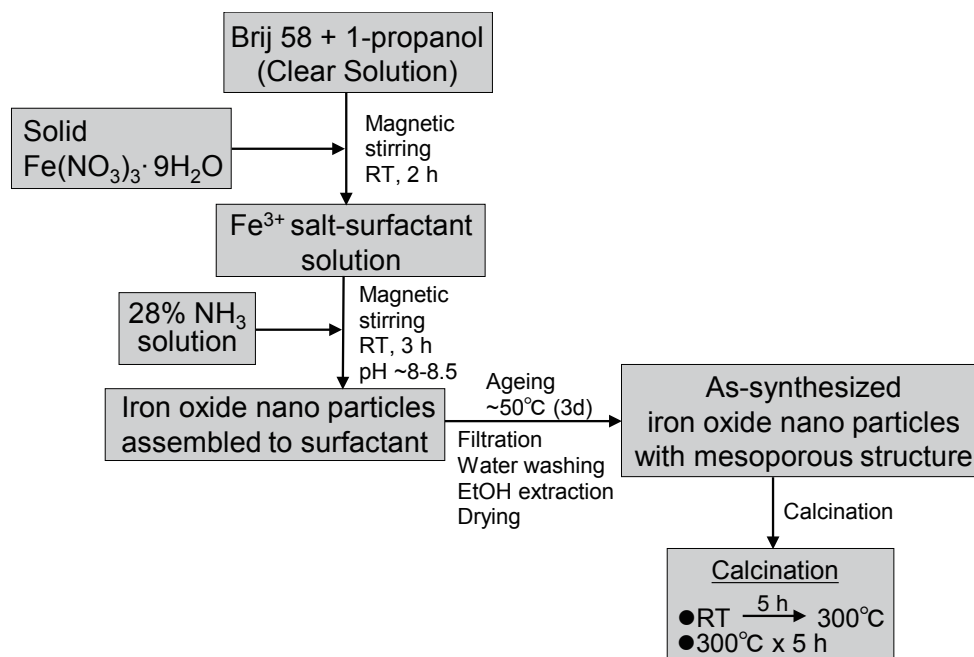 Brij 58 + 1-propanol
(Clear Solution)
Solid
Fe(NO₃)₃· 9H₂O
Magnetic
stirring
RT, 2 h
Fe³⁺ salt-surfactant
solution
28% NH₃
solution
Magnetic
stirring
RT, 3 h
pH ~8-8.5
Iron oxide nano particles
assembled to surfactant
Ageing
~50℃ (3d)
Filtration
Water washing
EtOH extraction
Drying
As-synthesized
iron oxide nano particles
with mesoporous structure
Calcination
Calcination
5 h
●RT → 300℃
●300℃ x 5 h